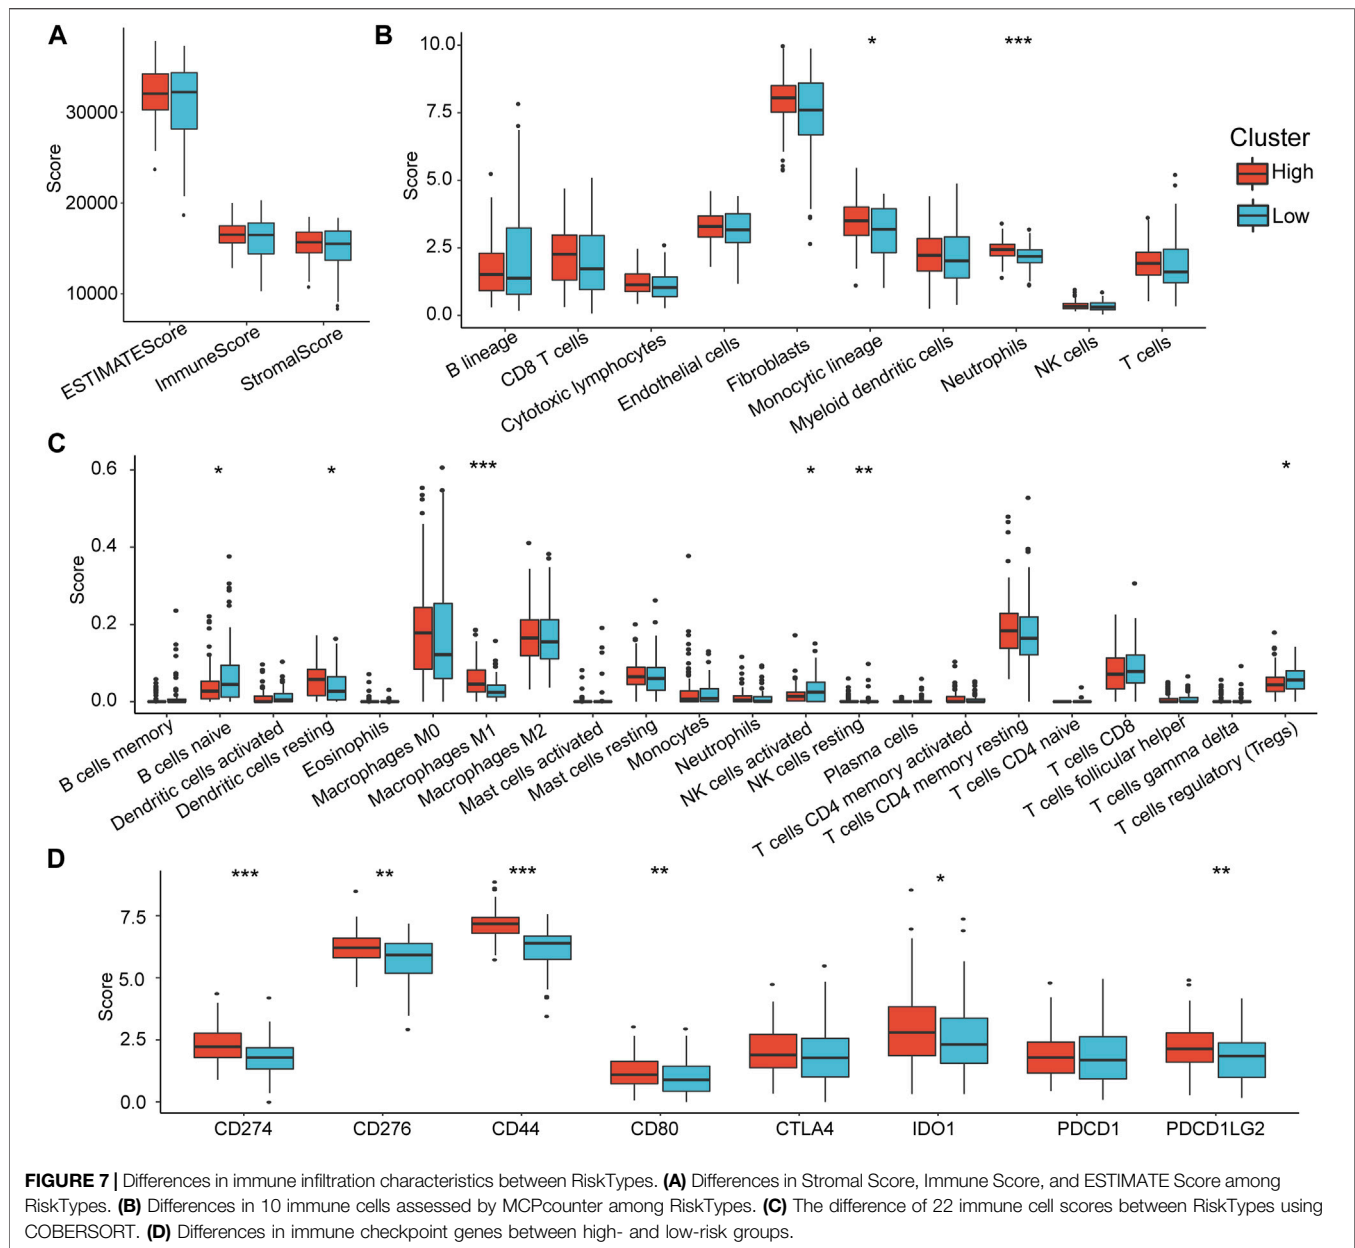 A
B
30000
20000
10000
Score
ESTIMATEScore
ImmuneScore
StromalScore
10.0
7.5
5.0
2.5
0.0
Score
*
***
B lineage
CD8 T cells
Cytotoxic lymphocytes
Endothelial cells
Fibroblasts
Monocytic lineage
Myeloid dendritic cells
Neutrophils
NK cells
T cells
Cluster
High
Low
C
0.6
0.4
0.2
0.0
Score
*
*
***
*
**
*
B cells memory
B cells naive
Dendritic cells activated
Dendritic cells resting
Eosinophils
Macrophages M0
Macrophages M1
Macrophages M2
Mast cells activated
Mast cells resting
Monocytes
Neutrophils
NK cells activated
NK cells resting
Plasma cells
T cells CD4 memory activated
T cells CD4 memory resting
T cells CD4 naive
T cells CD8
T cells follicular helper
T cells gamma delta
T cells regulatory (Tregs)
D
7.5
5.0
2.5
0.0
Score
***
**
***
**
*
**
CD274
CD276
CD44
CD80
CTLA4
IDO1
PDCD1
PDCD1LG2
FIGURE 7 | Differences in immune infiltration characteristics between RiskTypes. (A) Differences in Stromal Score, Immune Score, and ESTIMATE Score among
RiskTypes. (B) Differences in 10 immune cells assessed by MCPcounter among RiskTypes. (C) The difference of 22 immune cell scores between RiskTypes using
COBERSORT. (D) Differences in immune checkpoint genes between high- and low-risk groups.